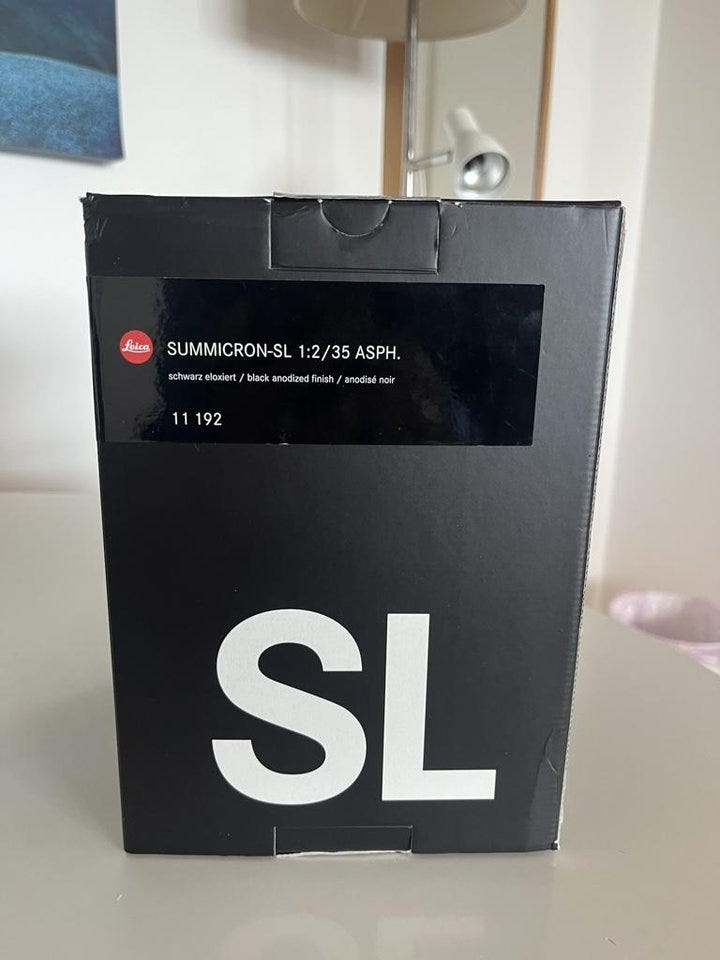 Leica
SUMMICRON-SL 1:2/35 ASPH.
schwarz eloxiert / black anodized finish / anodisé noir
11 192
SL